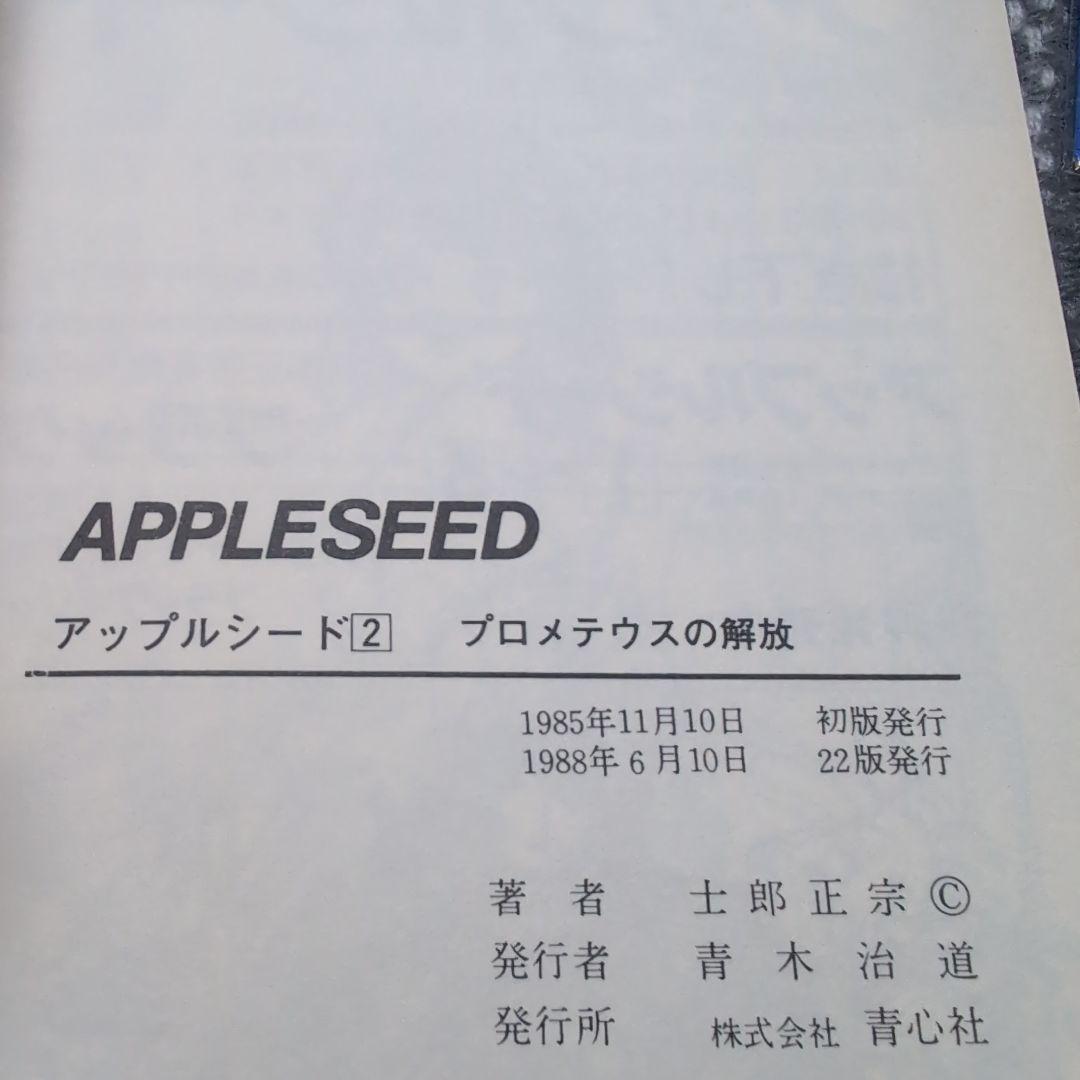 APPLESEED
アップルシード2 プロメテウスの解放
1985年11月10日 初版発行
1988年6月10日 22版発行
著者 士郎正宗©
発行者 青木治道
発行所 株式会社 青心社